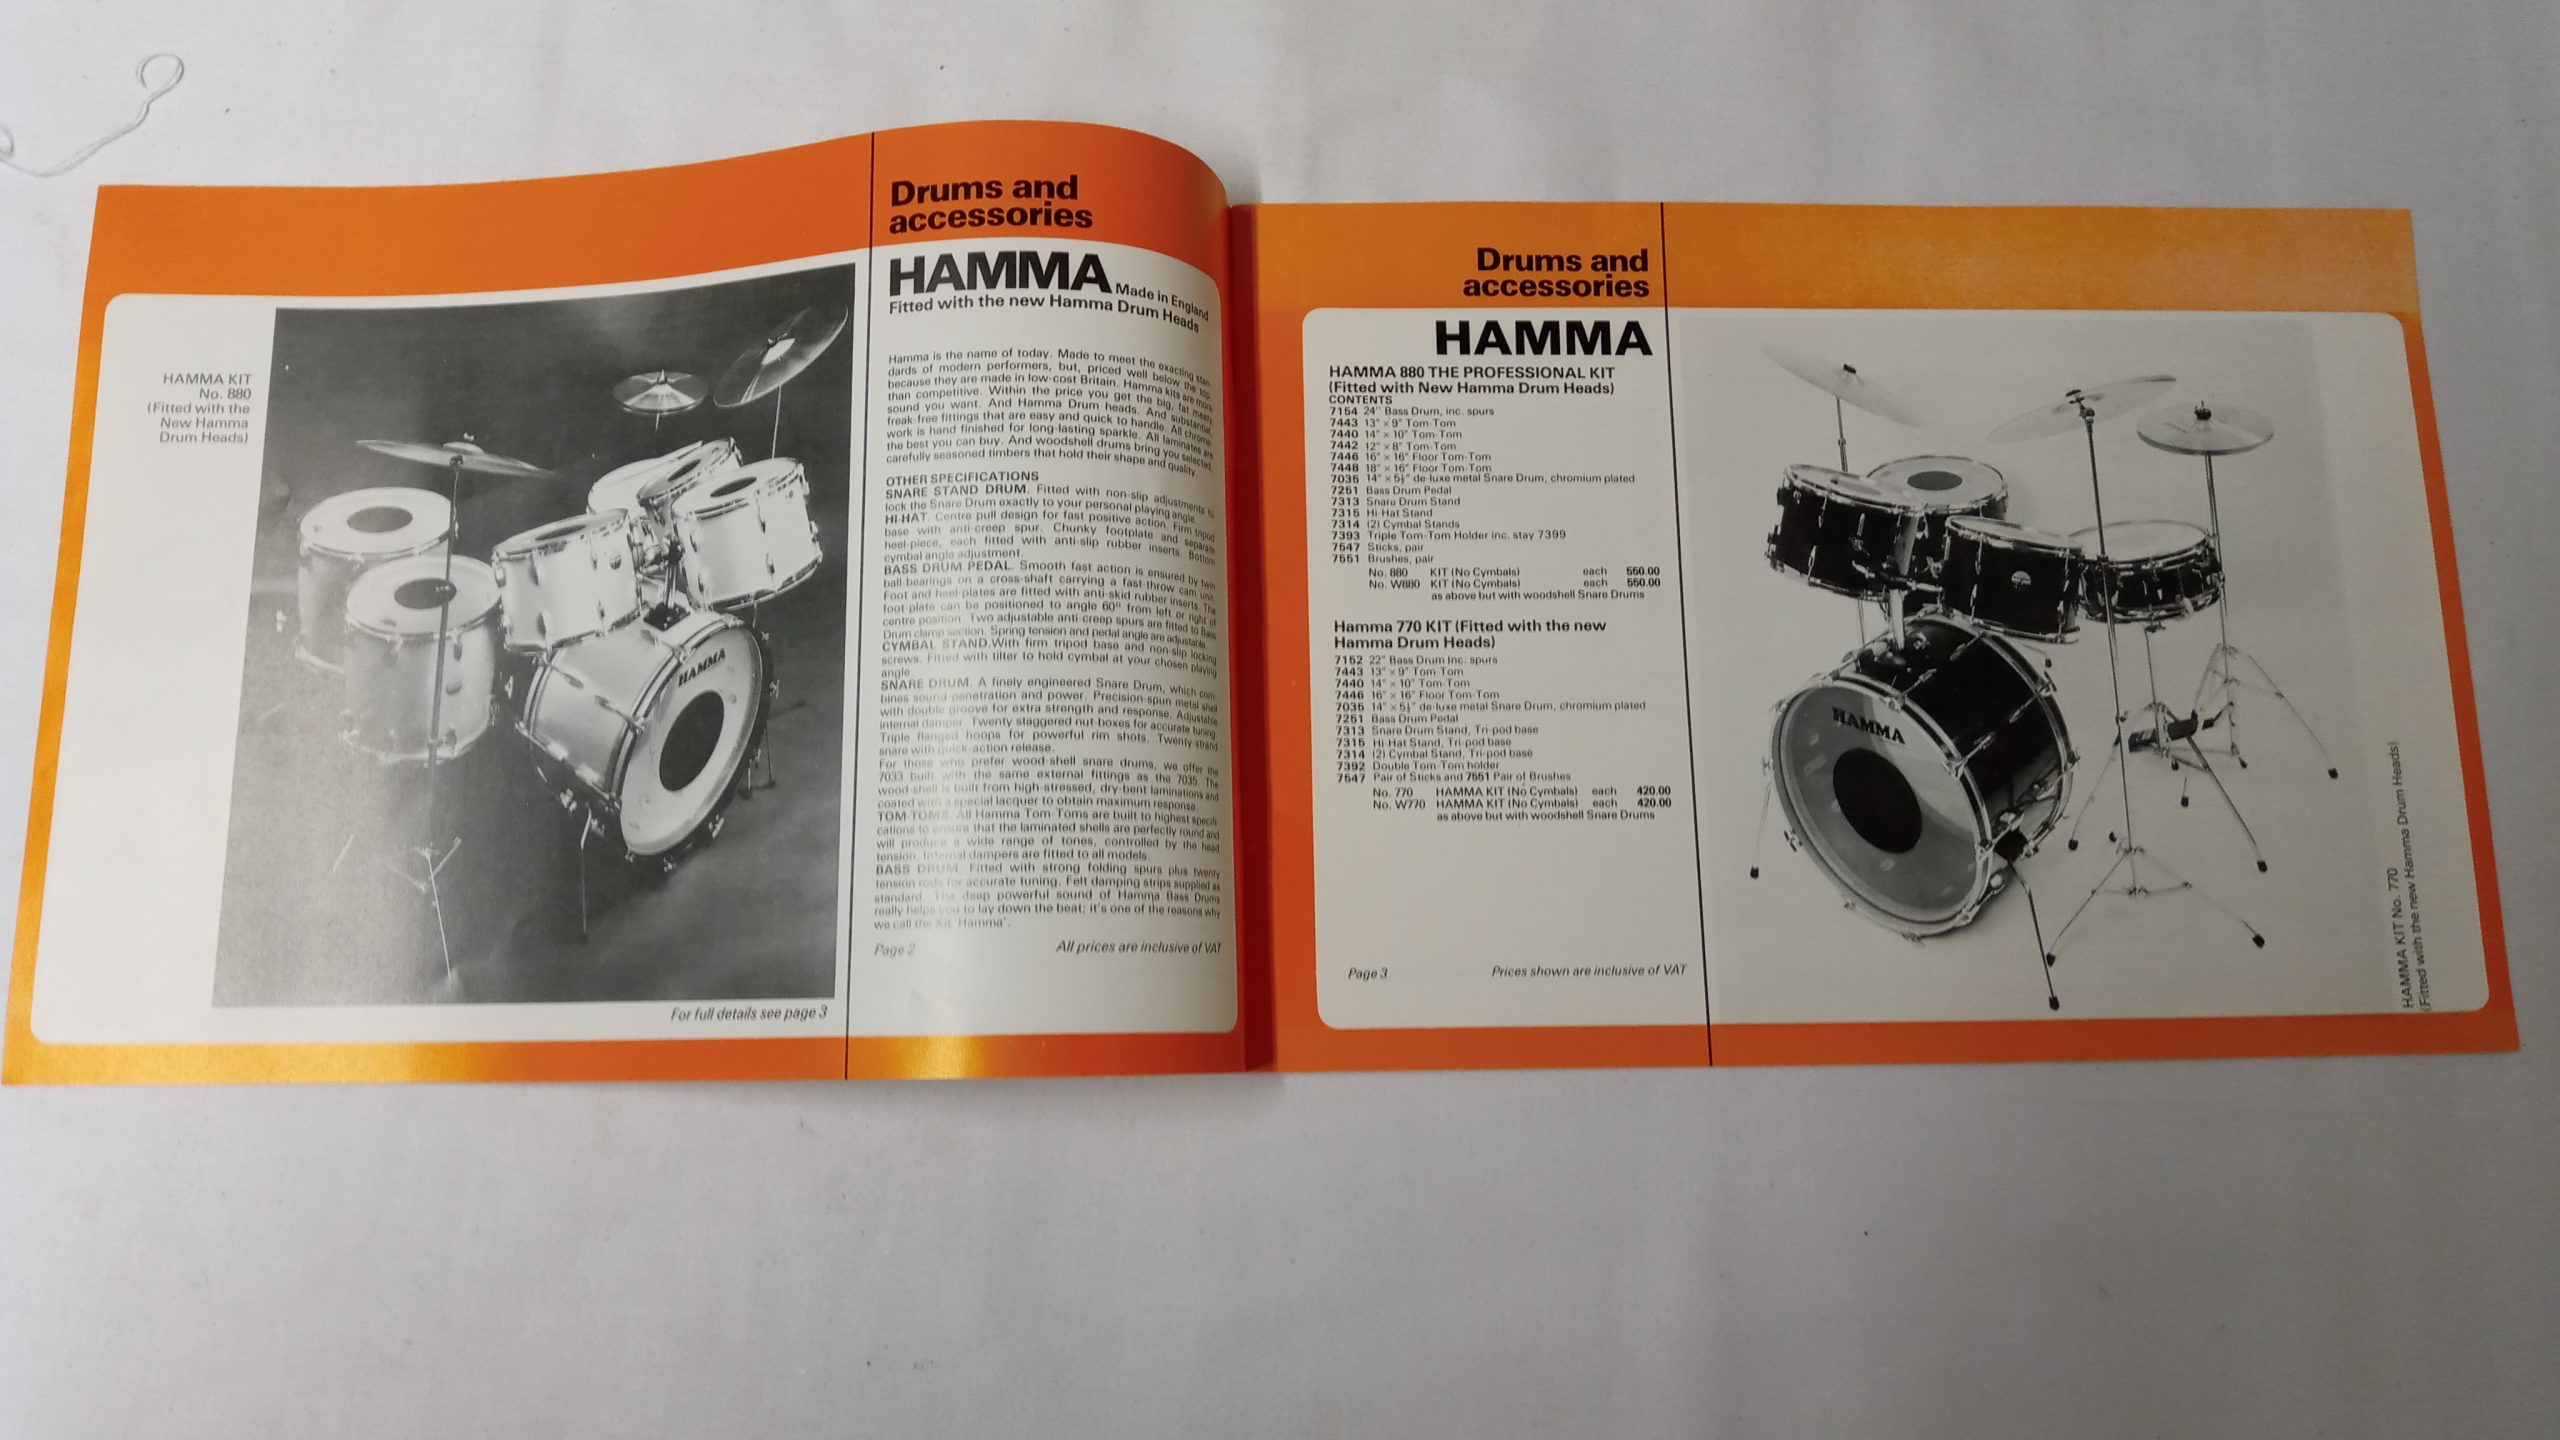 Drums and
accessories
HAMMA Made in England
Fitted with the new Hamma Drum Heads
HAMMA KIT
No. 880
(Fitted with the
New Hamma
Drum Heads)
HAMMA
Hamma is the name of today. Made to meet the exacting stan-
dards of modern performers, but, priced well below the top,
because they are made in low-cost Britain. Hamma kits are more
than competitive. Within the price you get the big, fat meaty
sound you want. And Hamma Drum heads. And substantial,
freak-free fittings that are easy and quick to handle. All chrome-
work is hand finished for long-lasting sparkle. All laminates are
the best you can buy. And woodshell drums bring you selected,
carefully seasoned timbers that hold their shape and quality.
OTHER SPECIFICATIONS
SNARE STAND DRUM. Fitted with non-slip adjustments to
lock the Snare Drum exactly to your personal playing angle.
HI-HAT. Centre pull design for fast positive action. Firm tripod
base with anti-creep spur. Chunky footplate and separate
heel-piece, each fitted with anti-slip rubber inserts. Bottom
cymbal angle adjustment.
BASS DRUM PEDAL. Smooth fast action is ensured by twin
ball-bearings on a cross-shaft carrying a fast-throw cam unit.
Foot and heel-plates are fitted with anti-skid rubber inserts. The
foot-plate can be positioned to angle 60° from left or right of
centre position. Two adjustable anti-creep spurs are fitted to Bass
Drum clamp section. Spring tension and pedal angle are adjustable.
CYMBAL STAND. With firm tripod base and non-slip locking
screws. Fitted with tilter to hold cymbal at your chosen playing
angle.
SNARE DRUM. A finely engineered Snare Drum, which com-
bines sound penetration and power. Precision-spun metal shell
with double groove for extra strength and response. Adjustable
internal damper. Twenty staggered nut-boxes for accurate tuning.
Triple flanged hoops for powerful rim shots. Twenty-strand
snare with quick-action release.
For those who prefer wood-shell snare drums, we offer the
7033 built with the same external fittings as the 7035. The
wood-shell is built from high-stressed, dry-bent laminations and
coated with a special lacquer to obtain maximum response.
TOM TOMS. All Hamma Tom-Toms are built to highest specifi-
cations to ensure that the laminated shells are perfectly round and
will produce a wide range of tones, controlled by the head
tension. Internal dampers are fitted to all models.
BASS DRUM. Fitted with strong folding spurs plus twenty
tension rods for accurate tuning. Felt damping strips supplied as
standard. The deep powerful sound of Hamma Bass Drums
really helps you to lay down the beat; it's one of the reasons why
we call the Kit 'Hamma'.
Page 2 All prices are inclusive of VAT
For full details see page 3
Drums and
accessories
HAMMA
HAMMA 880 THE PROFESSIONAL KIT
(Fitted with New Hamma Drum Heads)
CONTENTS
7154 24" Bass Drum, inc. spurs
7443 13" × 9" Tom-Tom
7440 14" × 10" Tom-Tom
7442 12" × 8" Tom-Tom
7446 16" × 16" Floor Tom-Tom
7448 18" × 16" Floor Tom-Tom
7035 14" × 5½" de-luxe metal Snare Drum, chromium plated
7251 Bass Drum Pedal
7313 Snare Drum Stand
7315 Hi-Hat Stand
7314 (2) Cymbal Stands
7393 Triple Tom-Tom Holder inc. stay 7399
7547 Sticks, pair
7551 Brushes, pair
No. 880 KIT (No Cymbals) each 550.00
No. W880 KIT (No Cymbals) each 550.00
as above but with woodshell Snare Drums
Hamma 770 KIT (Fitted with the new
Hamma Drum Heads)
7152 22" Bass Drum Inc. spurs
7443 13" × 9" Tom-Tom
7440 14" × 10" Tom-Tom
7446 16" × 16" Floor Tom-Tom
7035 14" × 5½" de luxe metal Snare Drum, chromium plated
7251 Bass Drum Pedal
7313 Snare Drum Stand, Tri-pod base
7315 Hi-Hat Stand, Tri-pod base
7314 (2) Cymbal Stand, Tri-pod base
7392 Double Tom-Tom holder
7547 Pair of Sticks and 7551 Pair of Brushes
No. 770 HAMMA KIT (No Cymbals) each 420.00
No. W770 HAMMA KIT (No Cymbals) each 420.00
as above but with woodshell Snare Drums
Page 3 Prices shown are inclusive of VAT
HAMMA
HAMMA KIT No. 770
(Fitted with the new Hamma Drum Heads)